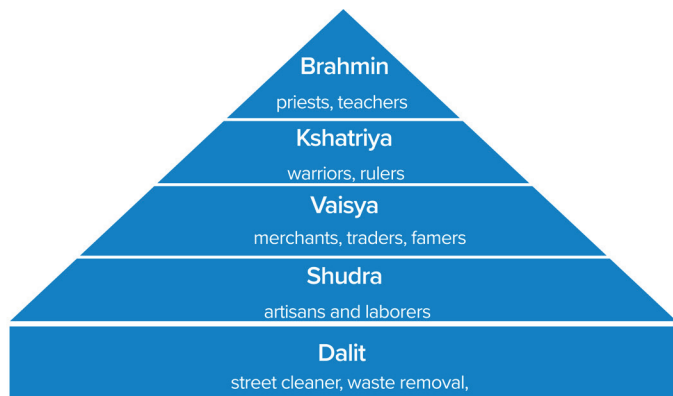 Brahmin
priests, teachers
Kshatriya
warriors, rulers
Vaisya
merchants, traders, famers
Shudra
artisans and laborers
Dalit
street cleaner, waste removal,